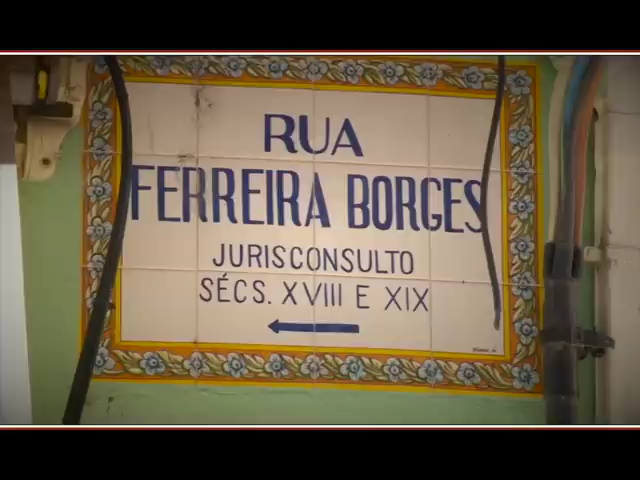 RUA
FERREIRA BORGES
JURISCONSULTO
SÉCS. XVIII E XIX